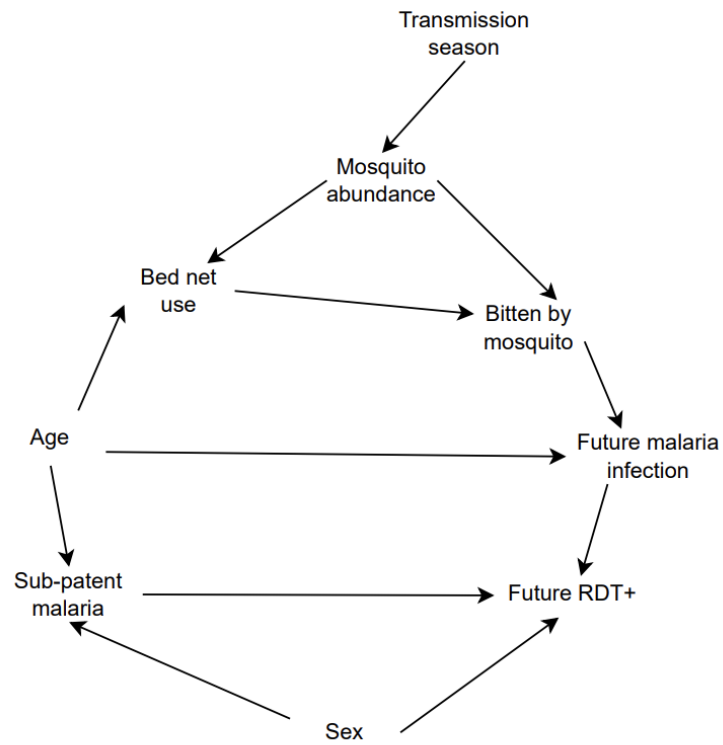 Transmission
season
Mosquito
abundance
Bed net
use
Bitten by
mosquito
Age
Future malaria
infection
Sub-patent
malaria
Future RDT+
Sex